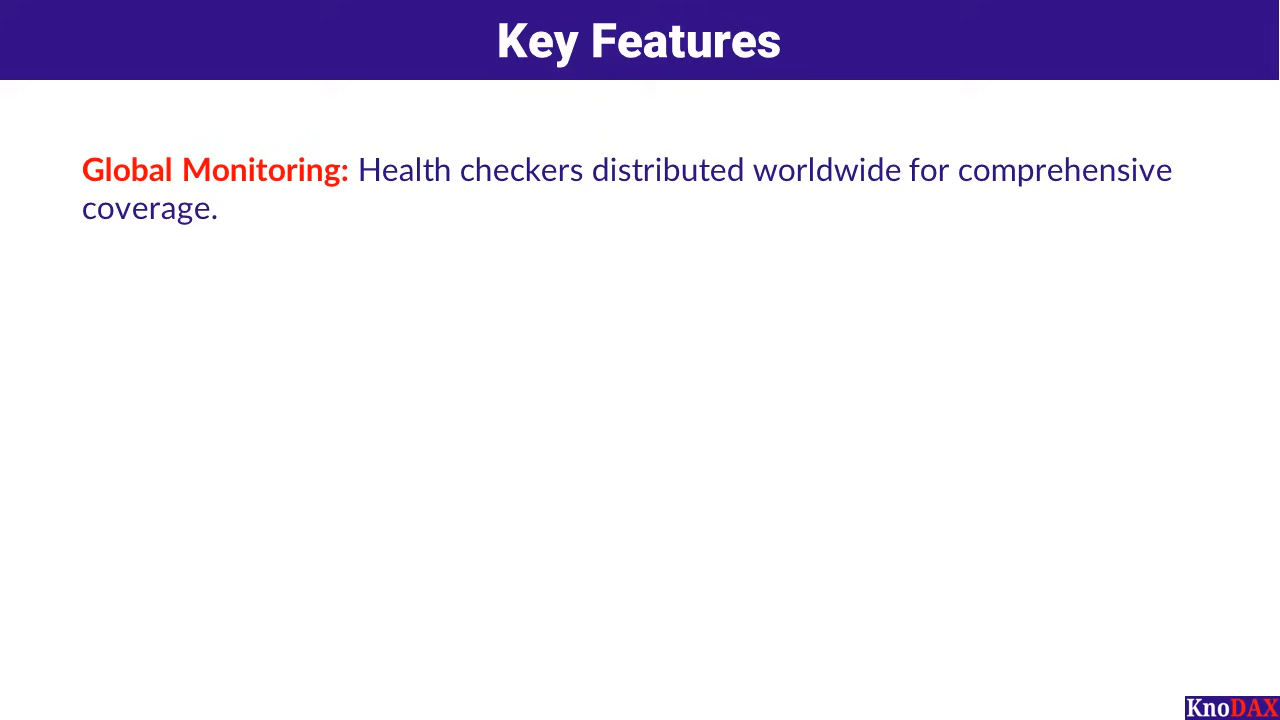 Key Features
Global Monitoring: Health checkers distributed worldwide for comprehensive
coverage.
KnoDAX